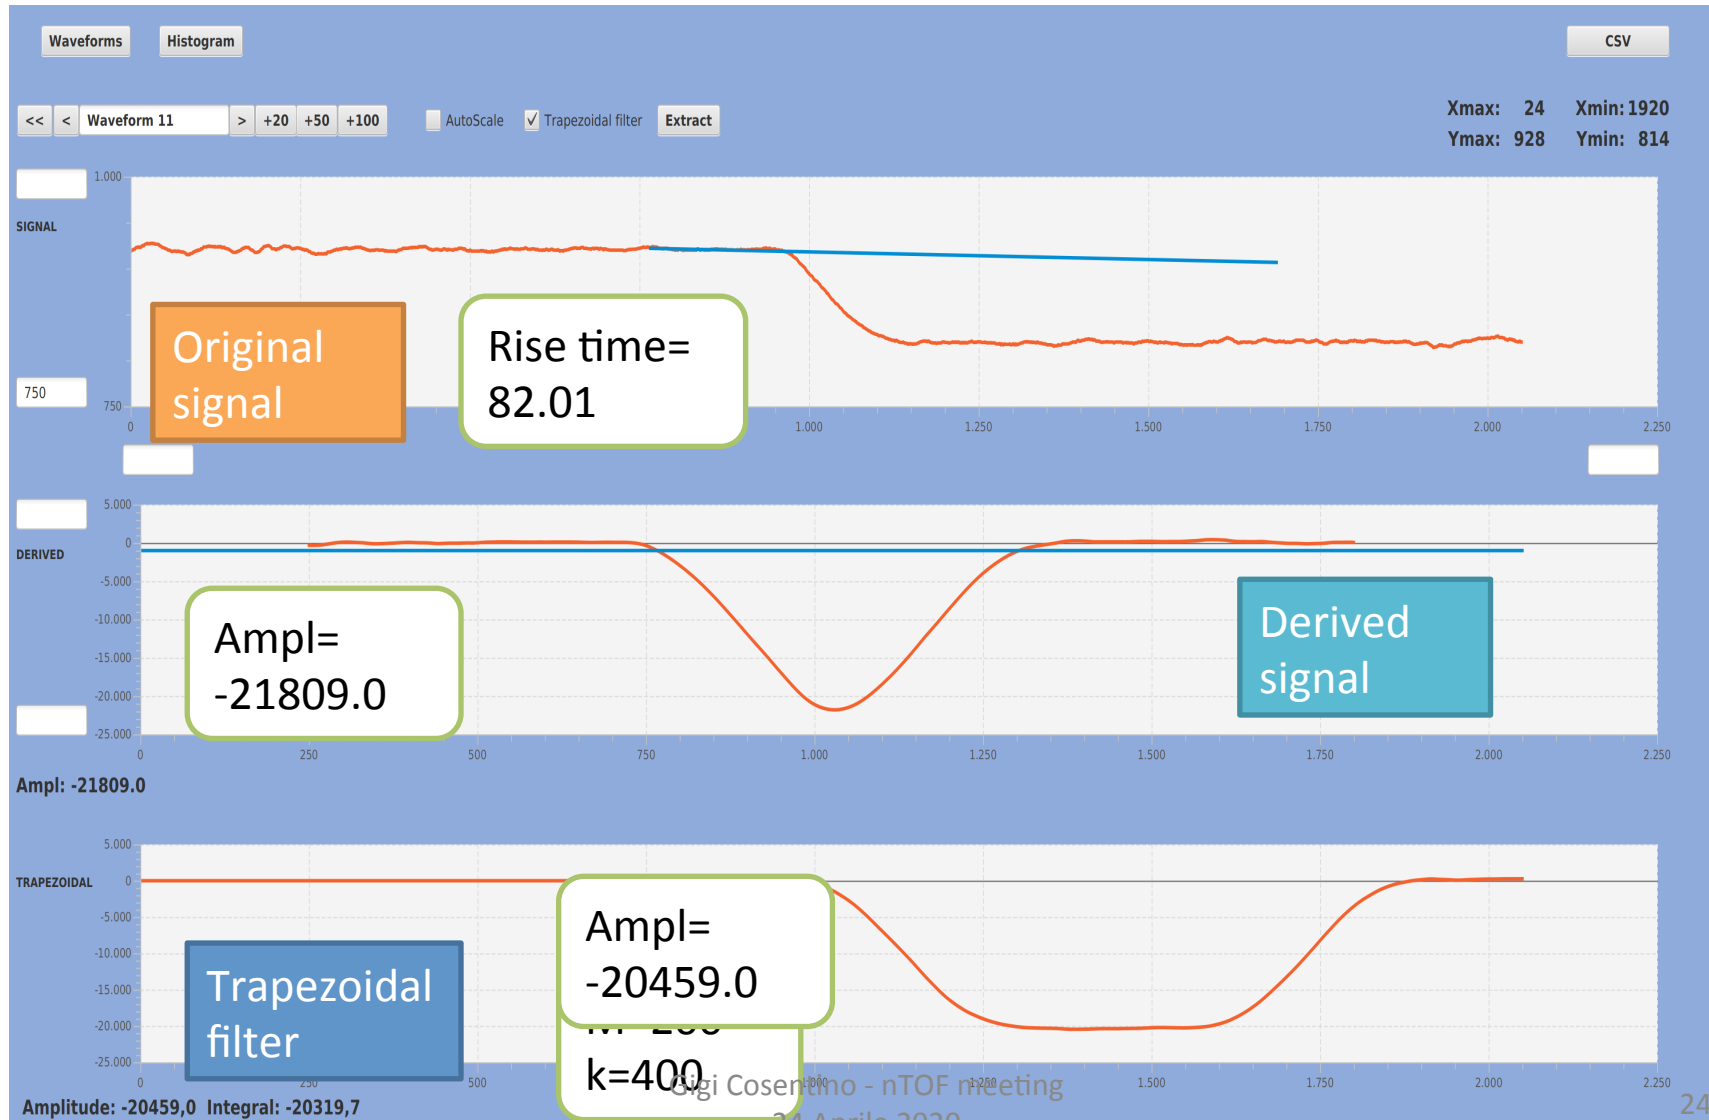 Waveforms Histogram CSV
<< < Waveform 11 > +20 +50 +100 AutoScale Trapezoidal filter Extract
Xmax: 24 Xmin: 1920
Ymax: 928 Ymin: 814
1.000
SIGNAL
Original
signal
Rise time=
82.01
750
750
0 1.000 1.250 1.500 1.750 2.000 2.250
5.000
0
DERIVED
-5.000
-10.000
-15.000
-20.000
-25.000
Ampl=
-21809.0
Derived
signal
0 250 500 750 1.000 1.250 1.500 1.750 2.000 2.250
Ampl: -21809.0
5.000
TRAPEZOIDAL 0
-5.000
-10.000
-15.000
-20.000
-25.000
Trapezoidal
filter
Ampl=
-20459.0
k=400
0 250 500 1.000 1.250 1.500 1.750 2.000 2.250
Gigi Cosentino - nTOF meeting
24
Amplitude: -20459,0 Integral: -20319,7